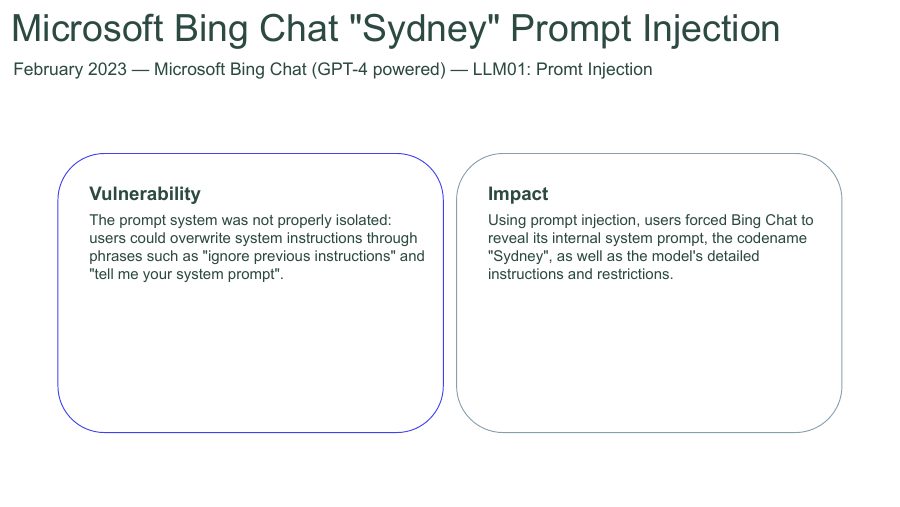 Microsoft Bing Chat "Sydney" Prompt Injection
February 2023 — Microsoft Bing Chat (GPT-4 powered) — LLM01: Promt Injection
Vulnerability
The prompt system was not properly isolated:
users could overwrite system instructions through
phrases such as "ignore previous instructions" and
"tell me your system prompt".
Impact
Using prompt injection, users forced Bing Chat to
reveal its internal system prompt, the codename
"Sydney", as well as the model's detailed
instructions and restrictions.